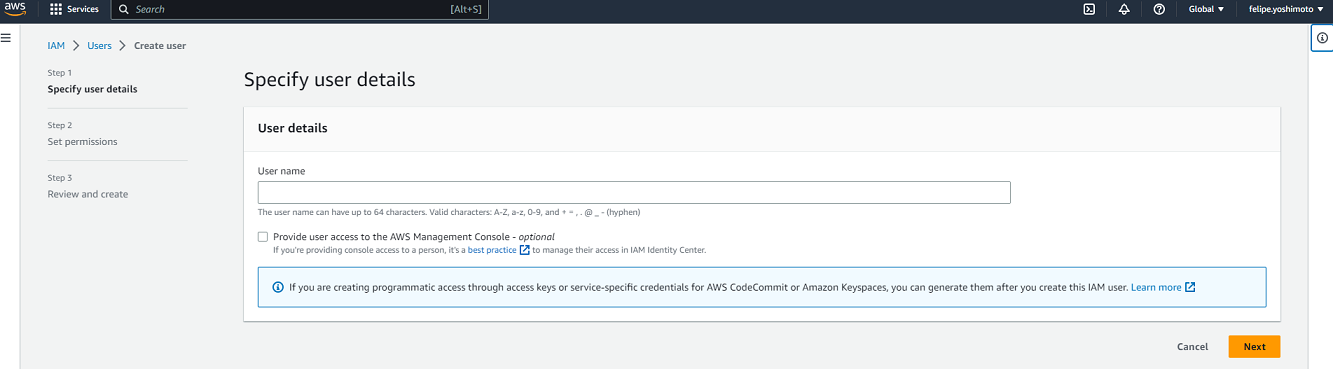 aws
Services
Search
[Alt+S]
Global
felipe.yoshimoto
IAM
Users
Create user
Step 1
Specify user details
Step 2
Set permissions
Step 3
Review and create
Specify user details
User details
User name
The user name can have up to 64 characters. Valid characters: A-Z, a-z, 0-9, and + = , . @ _ - (hyphen)
Provide user access to the AWS Management Console - optional
If you're providing console access to a person, it's a best practice to manage their access in IAM Identity Center.
If you are creating programmatic access through access keys or service-specific credentials for AWS CodeCommit or Amazon Keyspaces, you can generate them after you create this IAM user. Learn more
Cancel
Next